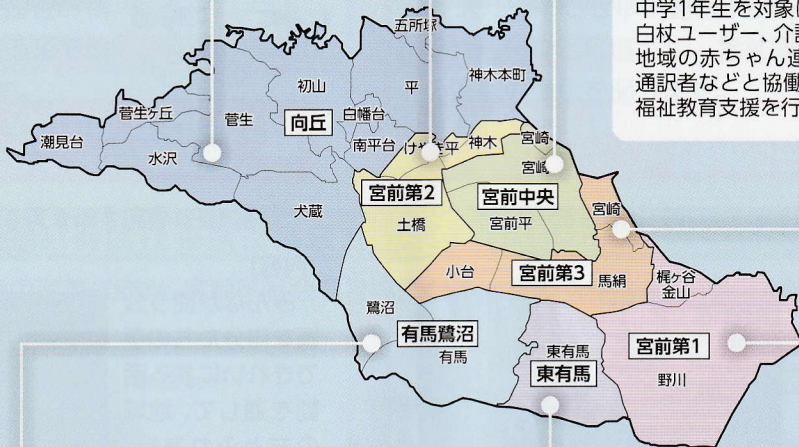 中学1年生を対象に
白杖ユーザー、介護
地域の赤ちゃん連
通訳者などと協働
福祉教育支援を行
五所塚
神木本町
平
初山
白幡台
向丘
菅生ケ丘
菅生
潮見台
水沢
南平台
けやき平
神木
宮崎
宮崎
犬蔵
宮前第2
宮前中央
宮崎
土橋
宮前平
小台
宮前第3
馬絹
梶ヶ谷
金山
鷺沼
有馬鷺沼
有馬
東有馬
東有馬
宮前第1
野川